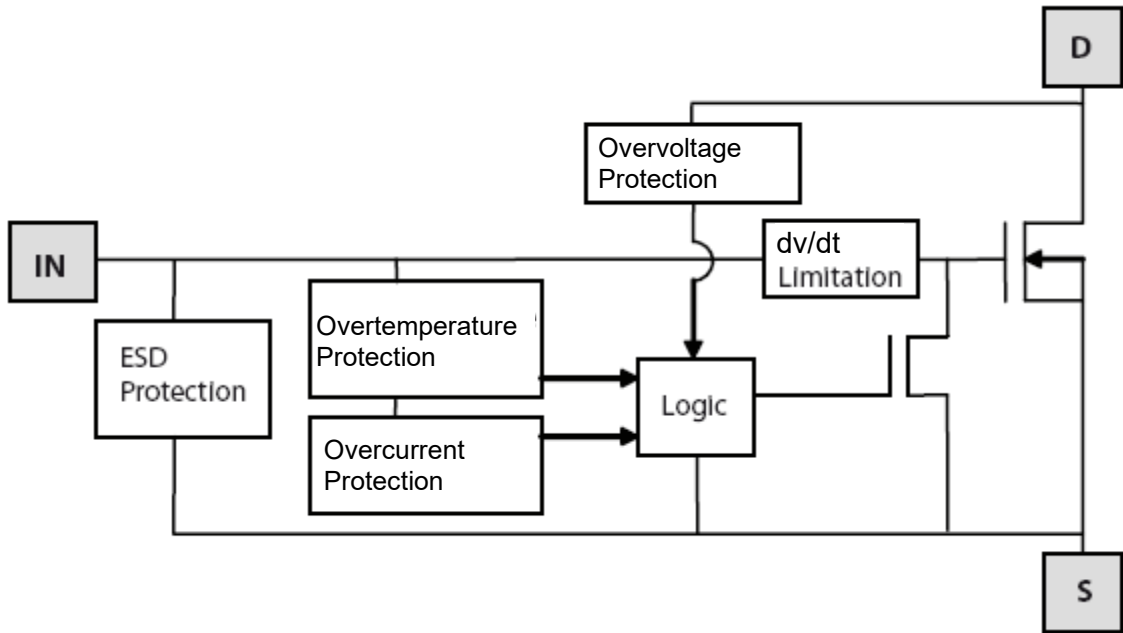 D
Overvoltage
Protection
IN
dv/dt
Limitation
Overtemperature
Protection
ESD
Protection
Logic
Overcurrent
Protection
S